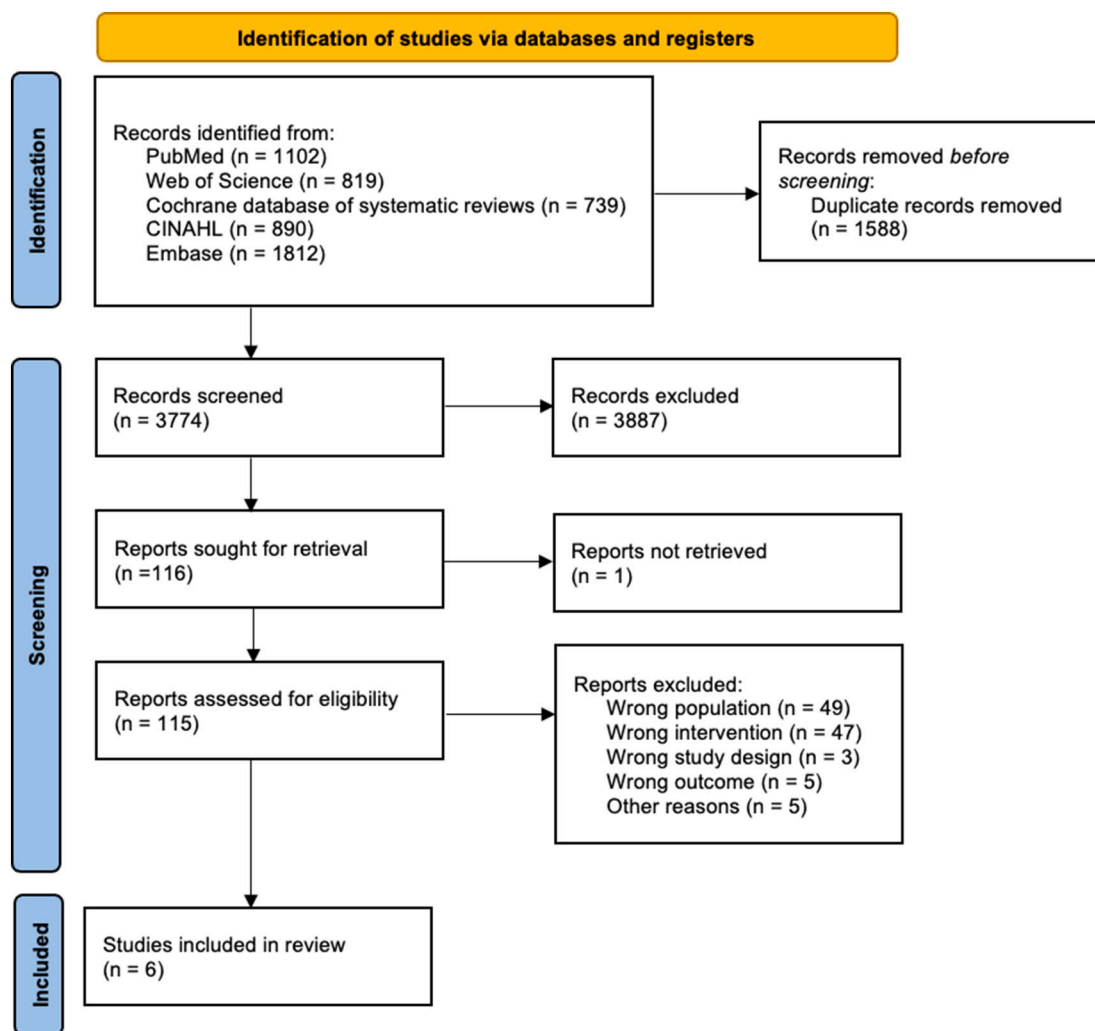 Identification of studies via databases and registers
Identification
Records identified from:
PubMed (n = 1102)
Web of Science (n = 819)
Cochrane database of systematic reviews (n = 739)
CINAHL (n = 890)
Embase (n = 1812)
Records removed before
screening:
Duplicate records removed
(n = 1588)
Screening
Records screened
(n = 3774)
Records excluded
(n = 3887)
Reports sought for retrieval
(n =116)
Reports not retrieved
(n = 1)
Reports assessed for eligibility
(n = 115)
Reports excluded:
Wrong population (n = 49)
Wrong intervention (n = 47)
Wrong study design (n = 3)
Wrong outcome (n = 5)
Other reasons (n = 5)
Included
Studies included in review
(n = 6)